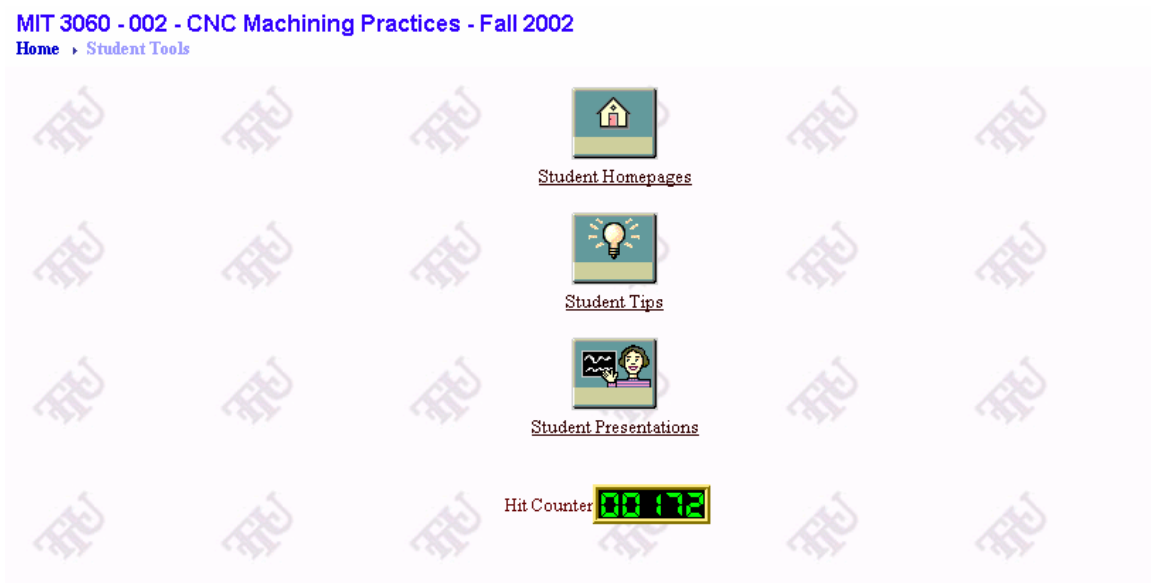 MIT 3060 - 002 - CNC Machining Practices - Fall 2002
Home ▸ Student Tools
Student Homepages
Student Tips
Student Presentations
Hit Counter 00172